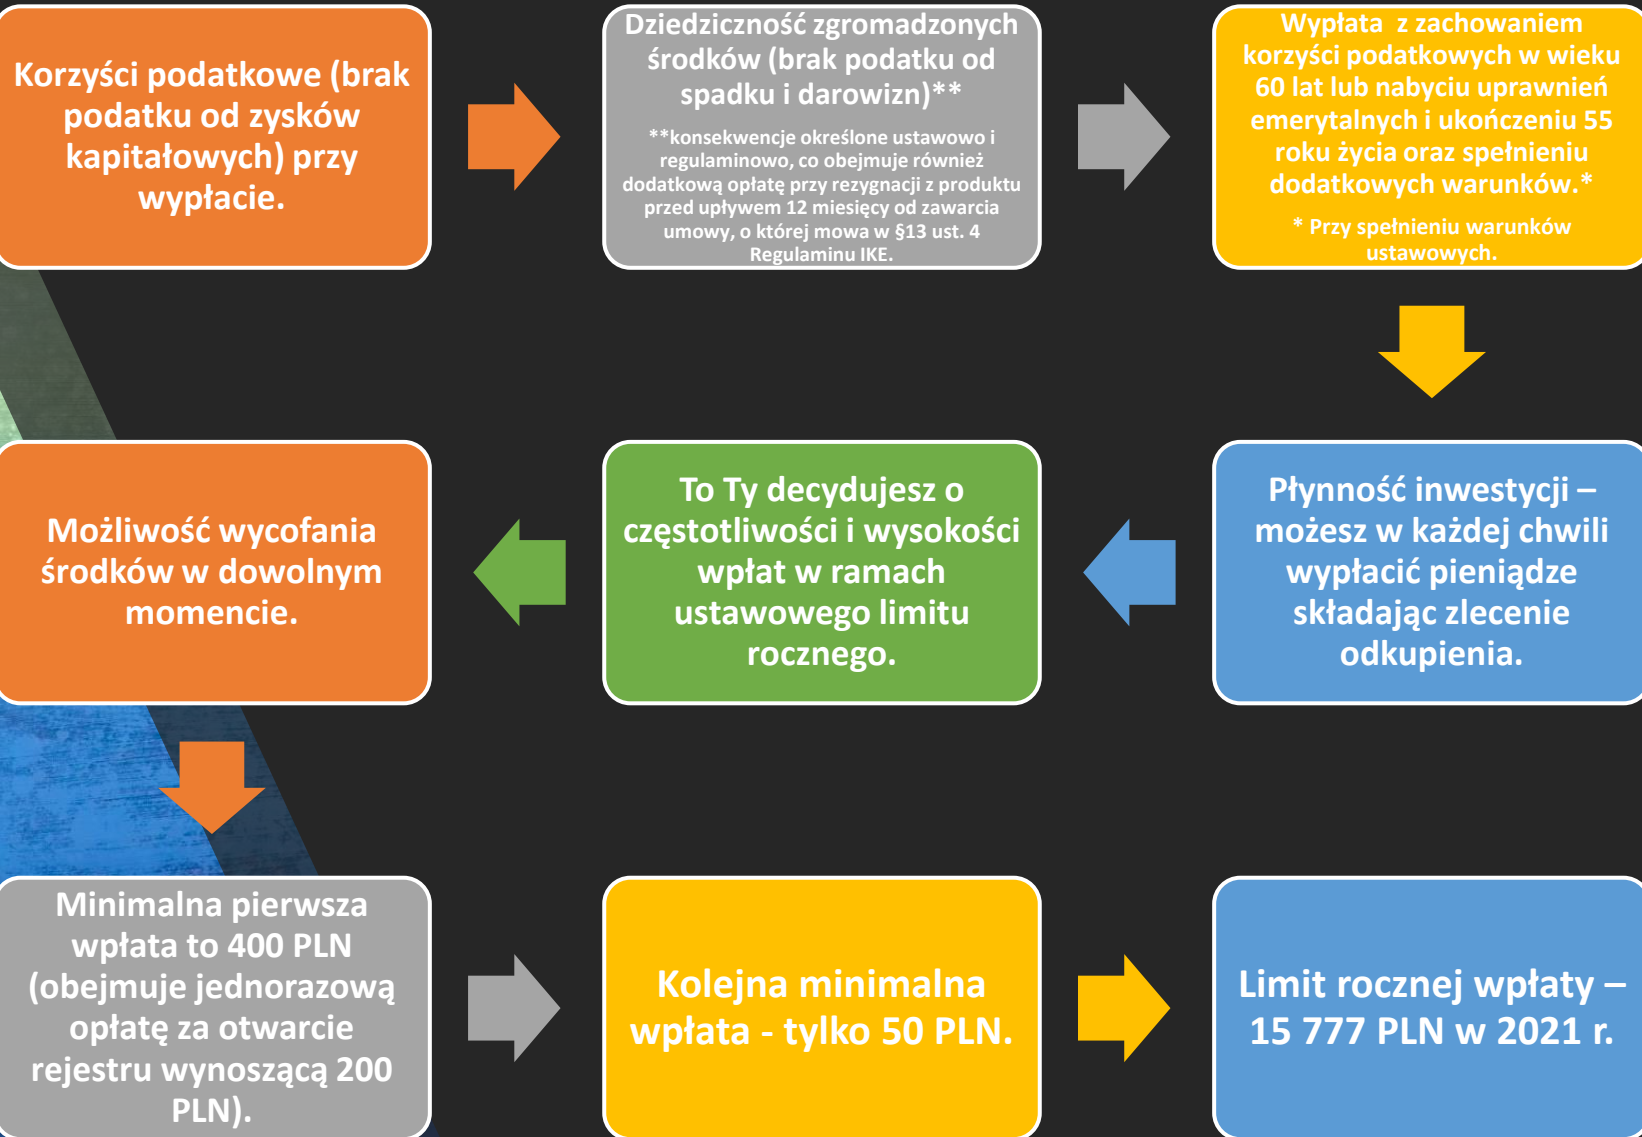 Korzyści podatkowe (brak
podatku od zysków
kapitałowych) przy
wypłacie.
Dziedziczność zgromadzonych
środków (brak podatku od
spadku i darowizn)**
**konsekwencje określone ustawowo i
regulaminowo, co obejmuje również
dodatkową opłatę przy rezygnacji z produktu
przed upływem 12 miesięcy od zawarcia
umowy, o której mowa w §13 ust. 4
Regulaminu IKE.
Wypłata z zachowaniem
korzyści podatkowych w wieku
60 lat lub nabyciu uprawnień
emerytalnych i ukończeniu 55
roku życia oraz spełnieniu
dodatkowych warunków.*
* Przy spełnieniu warunków
ustawowych.
Płynność inwestycji –
możesz w każdej chwili
wypłacić pieniądze
składając zlecenie
odkupienia.
To Ty decydujesz o
częstotliwości i wysokości
wpłat w ramach
ustawowego limitu
rocznego.
Możliwość wycofania
środków w dowolnym
momencie.
Minimalna pierwsza
wpłata to 400 PLN
(obejmuje jednorazową
opłatę za otwarcie
rejestru wynoszącą 200
PLN).
Kolejna minimalna
wpłata - tylko 50 PLN.
Limit rocznej wpłaty –
15 777 PLN w 2021 r.